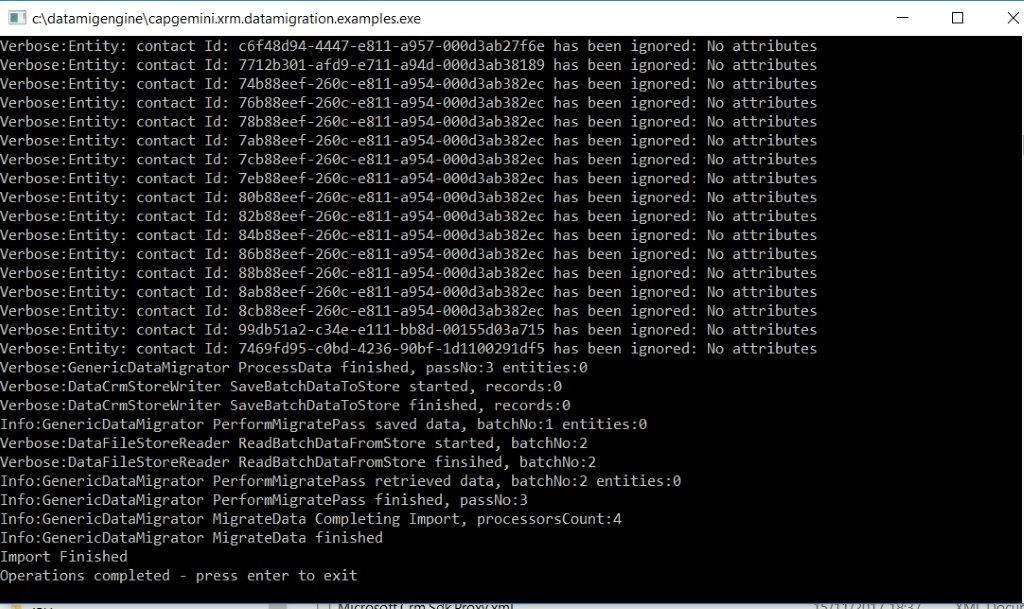 c:\datamigengine\capgemini.xrm.datamigration.examples.exe
Verbose:Entity: contact Id: c6f48d94-4447-e811-a957-000d3ab27f6e has been ignored: No attributes
Verbose:Entity: contact Id: 7712b301-afd9-e711-a94d-000d3ab38189 has been ignored: No attributes
Verbose:Entity: contact Id: 74b88eef-260c-e811-a954-000d3ab382ec has been ignored: No attributes
Verbose:Entity: contact Id: 76b88eef-260c-e811-a954-000d3ab382ec has been ignored: No attributes
Verbose:Entity: contact Id: 78b88eef-260c-e811-a954-000d3ab382ec has been ignored: No attributes
Verbose:Entity: contact Id: 7ab88eef-260c-e811-a954-000d3ab382ec has been ignored: No attributes
Verbose:Entity: contact Id: 7cb88eef-260c-e811-a954-000d3ab382ec has been ignored: No attributes
Verbose:Entity: contact Id: 7eb88eef-260c-e811-a954-000d3ab382ec has been ignored: No attributes
Verbose:Entity: contact Id: 80b88eef-260c-e811-a954-000d3ab382ec has been ignored: No attributes
Verbose:Entity: contact Id: 82b88eef-260c-e811-a954-000d3ab382ec has been ignored: No attributes
Verbose:Entity: contact Id: 84b88eef-260c-e811-a954-000d3ab382ec has been ignored: No attributes
Verbose:Entity: contact Id: 86b88eef-260c-e811-a954-000d3ab382ec has been ignored: No attributes
Verbose:Entity: contact Id: 88b88eef-260c-e811-a954-000d3ab382ec has been ignored: No attributes
Verbose:Entity: contact Id: 8ab88eef-260c-e811-a954-000d3ab382ec has been ignored: No attributes
Verbose:Entity: contact Id: 8cb88eef-260c-e811-a954-000d3ab382ec has been ignored: No attributes
Verbose:Entity: contact Id: 99db51a2-c34e-e111-bb8d-00155d03a715 has been ignored: No attributes
Verbose:Entity: contact Id: 7469fd95-c0bd-4236-90bf-1d1100291df5 has been ignored: No attributes
Verbose:GenericDataMigrator ProcessData finished, passNo:3 entities:0
Verbose:DataCrmStoreWriter SaveBatchDataToStore started, records:0
Verbose:DataCrmStoreWriter SaveBatchDataToStore finished, records:0
Info:GenericDataMigrator PerformMigratePass saved data, batchNo:1 entities:0
Verbose:DataFileStoreReader ReadBatchDataFromStore started, batchNo:2
Verbose:DataFileStoreReader ReadBatchDataFromStore finsihed, batchNo:2
Info:GenericDataMigrator PerformMigratePass retrieved data, batchNo:2 entities:0
Info:GenericDataMigrator PerformMigratePass finished, passNo:3
Info:GenericDataMigrator MigrateData Completing Import, processorsCount:4
Info:GenericDataMigrator MigrateData finished
Import Finished
Operations completed - press enter to exit
Microsoft.Crm.Sdk.Proxy.xml 15/11/2017 18:37 XML Docum